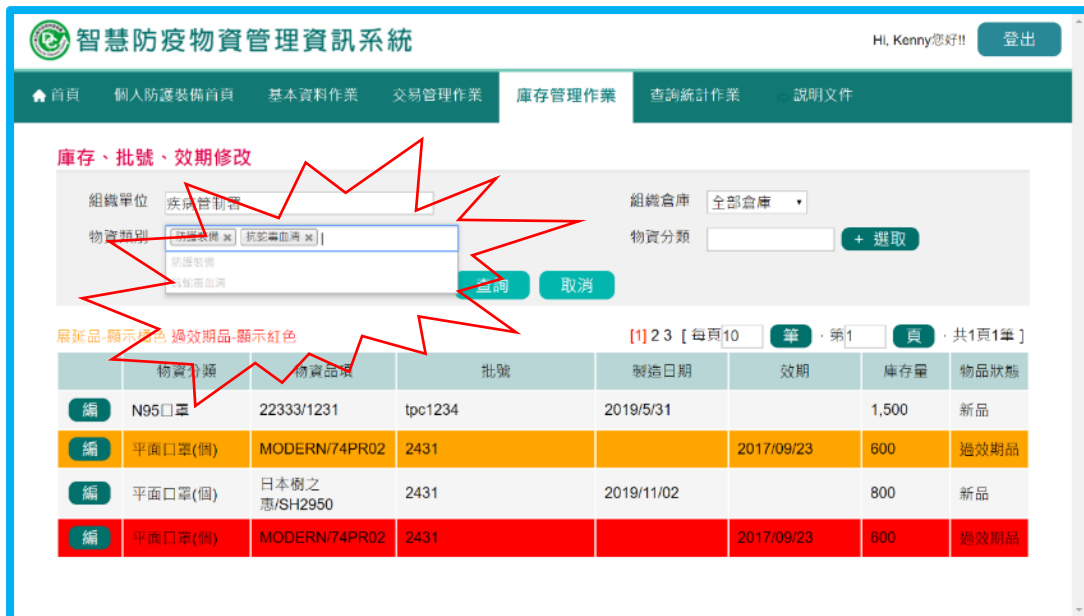 智慧防疫物資管理資訊系統
Hi, Kenny您好!! 登出
首頁 個人防護裝備首頁 基本資料作業 交易管理作業 庫存管理作業 查詢統計作業 說明文件
庫存、批號、效期修改
組織單位 疾病管制署 組織倉庫 全部倉庫
物資類別 防護裝備 × 抗蛇毒血清 × 物資分類 + 選取
防護裝備
抗蛇毒血清
查詢 取消
展延品-顯示橘色 過效期品-顯示紅色 [1] 2 3 [ 每頁10 筆 , 第1 頁 , 共1頁1筆 ]
物資分類 物資品項 批號 製造日期 效期 庫存量 物品狀態
編 N95口罩 22333/1231 tpc1234 2019/5/31 1,500 新品
編 平面口罩(個) MODERN/74PR02 2431 2017/09/23 600 過效期品
編 平面口罩(個) 日本樹之惠/SH2950 2431 2019/11/02 800 新品
編 平面口罩(個) MODERN/74PR02 2431 2017/09/23 600 過效期品